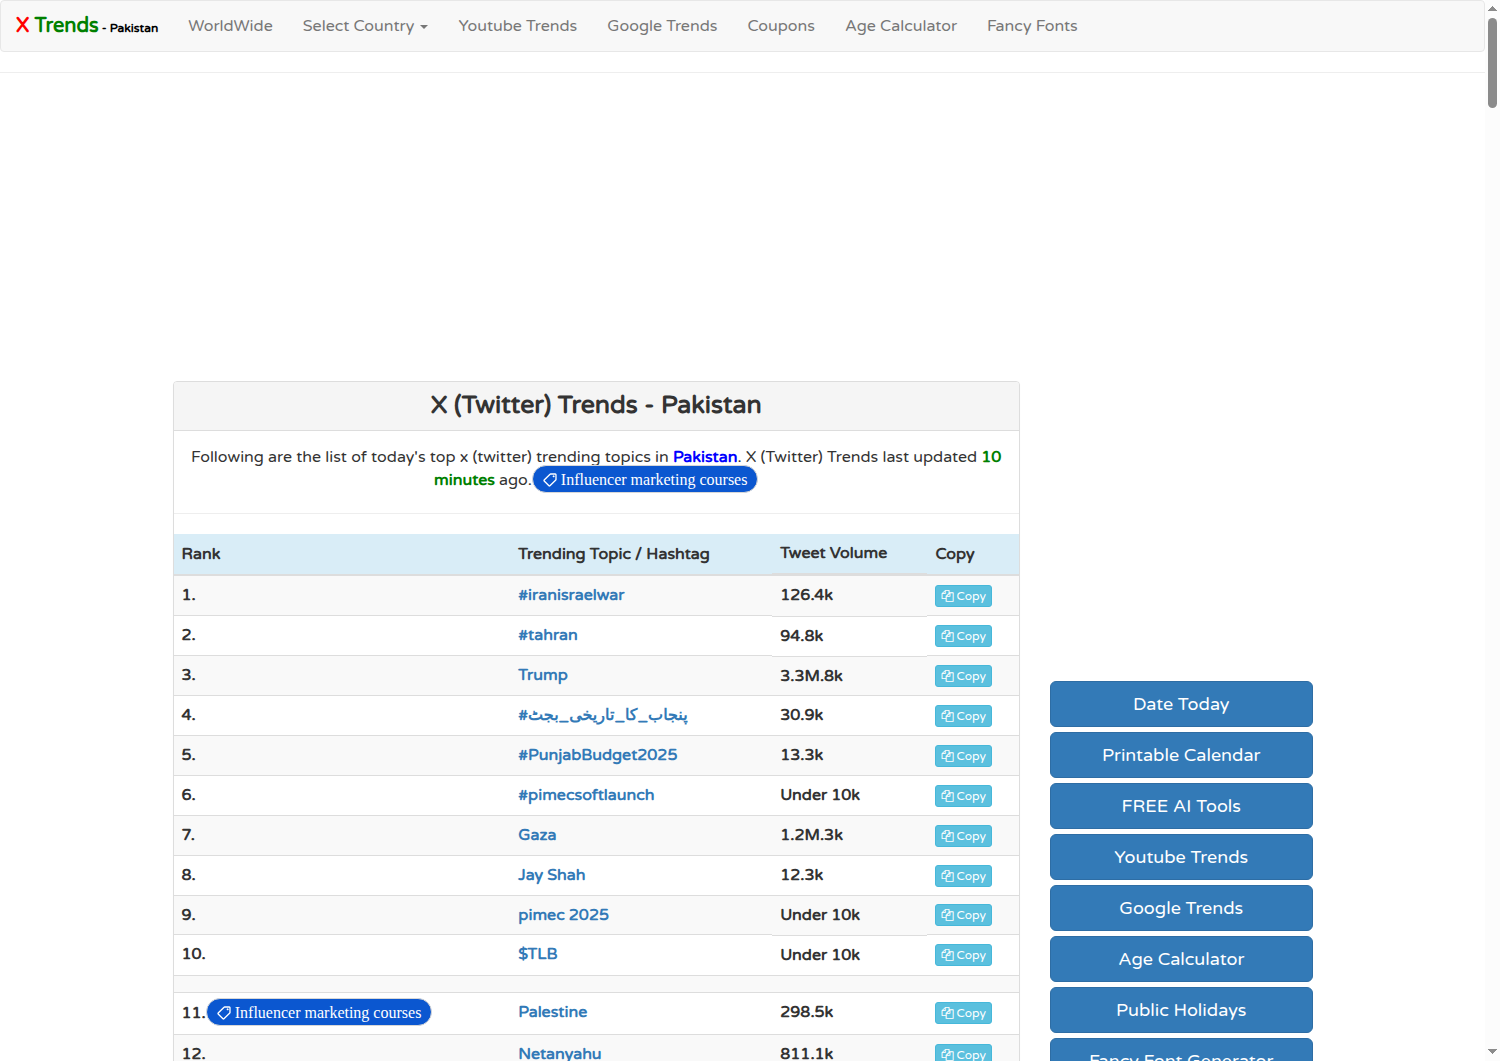 X Trends - Pakistan WorldWide Select Country Youtube Trends Google Trends Coupons Age Calculator Fancy Fonts
X (Twitter) Trends - Pakistan
Following are the list of today's top x (twitter) trending topics in Pakistan. X (Twitter) Trends last updated 10
minutes ago. Influencer marketing courses
Rank Trending Topic / Hashtag Tweet Volume Copy
1. #iranisraelwar 126.4k Copy
2. #tahran 94.8k Copy
3. Trump 3.3M.8k Copy
4. #پنجاب_کا_تاریخی_بجٹ 30.9k Copy
5. #PunjabBudget2025 13.3k Copy
6. #pimecsoftlaunch Under 10k Copy
7. Gaza 1.2M.3k Copy
8. Jay Shah 12.3k Copy
9. pimec 2025 Under 10k Copy
10. $TLB Under 10k Copy
11. Influencer marketing courses Palestine 298.5k Copy
12. Netanyahu 811.1k Copy
Date Today
Printable Calendar
FREE AI Tools
Youtube Trends
Google Trends
Age Calculator
Public Holidays
Fancy Font Generator